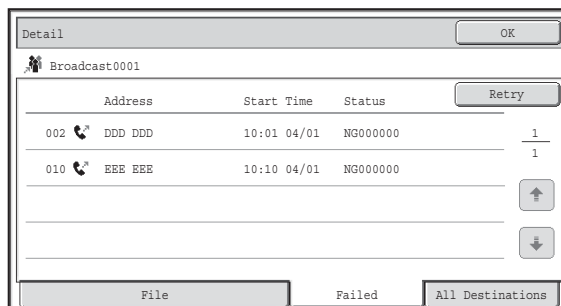 Detail OK
Broadcast0001
Retry
Address Start Time Status
002 DDD DDD 10:01 04/01 NG000000
1
010 EEE EEE 10:10 04/01 NG000000
1
File Failed All Destinations